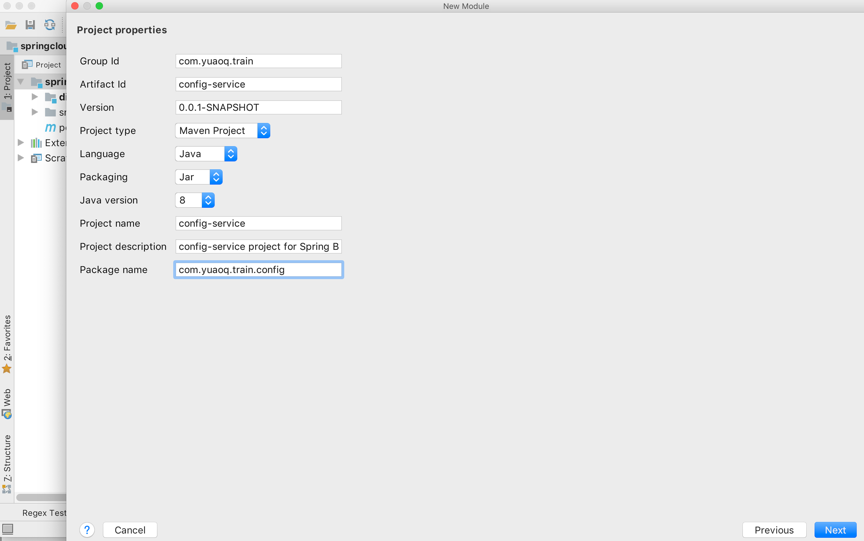 New Module
springclou
Project
sprin
Exter
Scra
1: Project
2: Favorites
Web
Z: Structure
Regex Test
Project properties
Group Id com.yuaoq.train
Artifact Id config-service
Version 0.0.1-SNAPSHOT
Project type Maven Project
Language Java
Packaging Jar
Java version 8
Project name config-service
Project description config-service project for Spring B
Package name com.yuaoq.train.config
? Cancel Previous Next